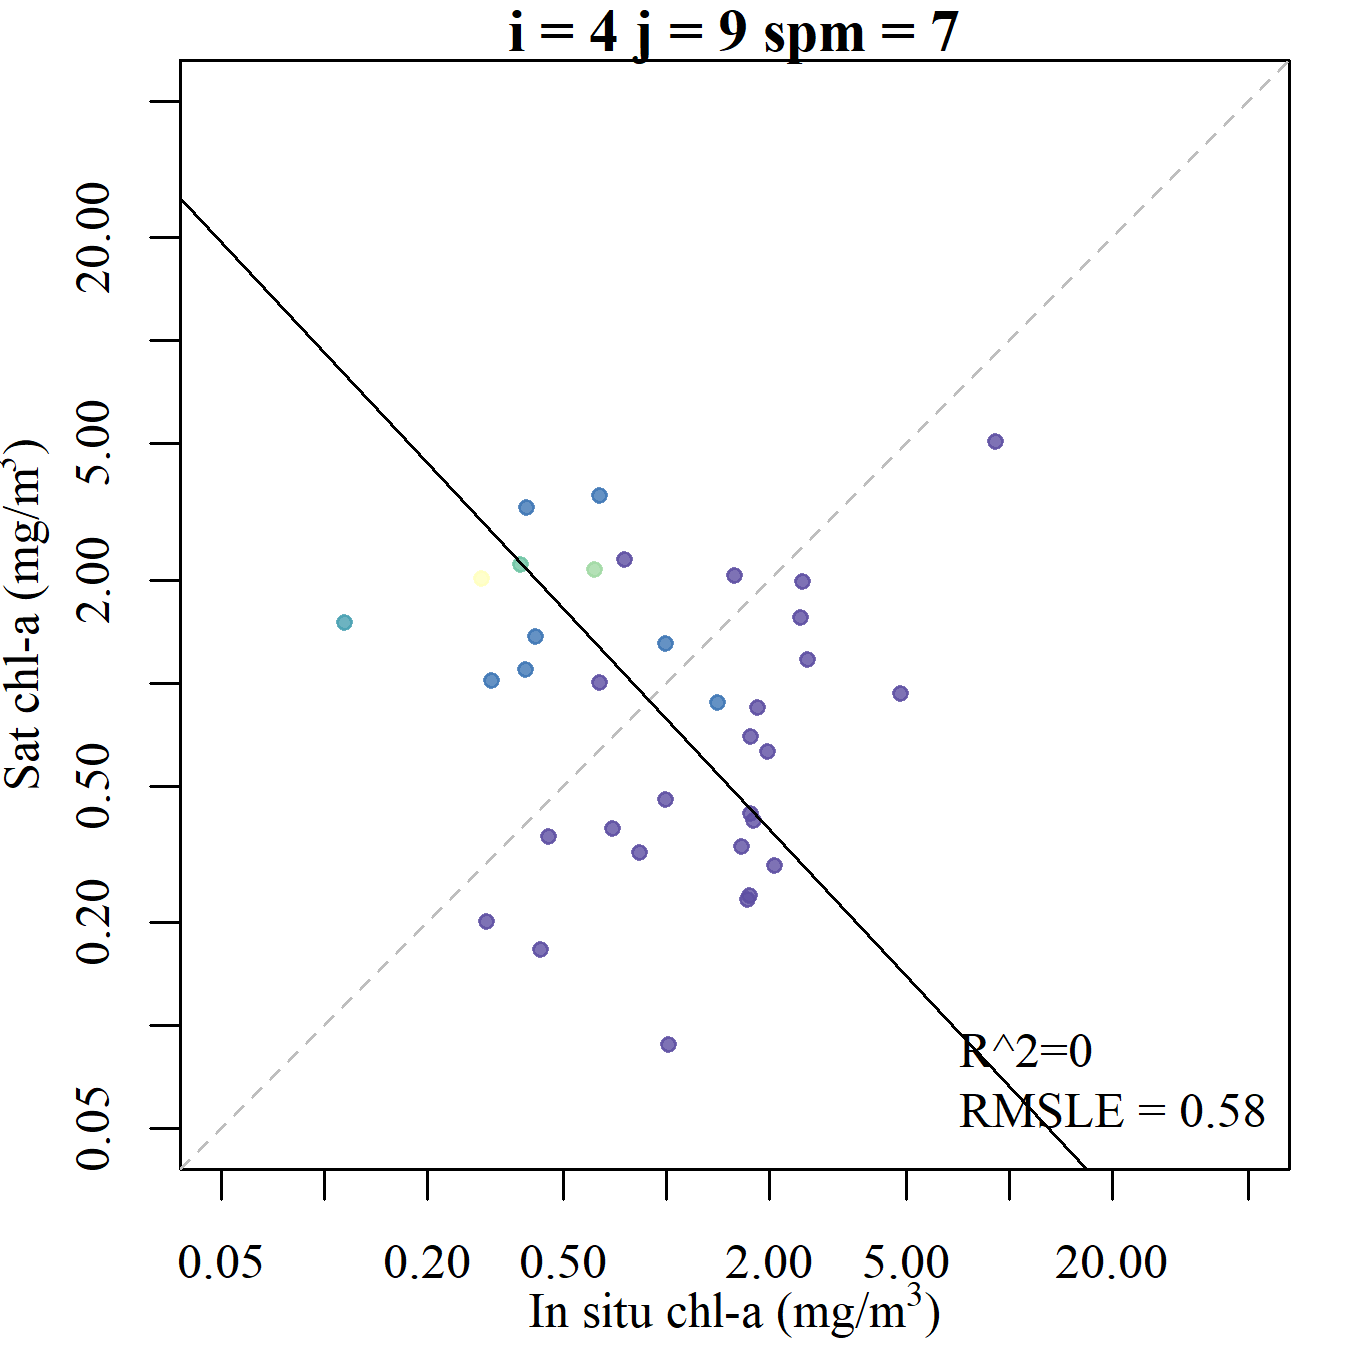 i = 4 j = 9 spm = 7
Sat chl-a (mg/m³)
20.00
5.00
2.00
0.50
0.20
0.05
R^2=0
RMSLE = 0.58
0.05 0.20 0.50 2.00 5.00 20.00
In situ chl-a (mg/m³)